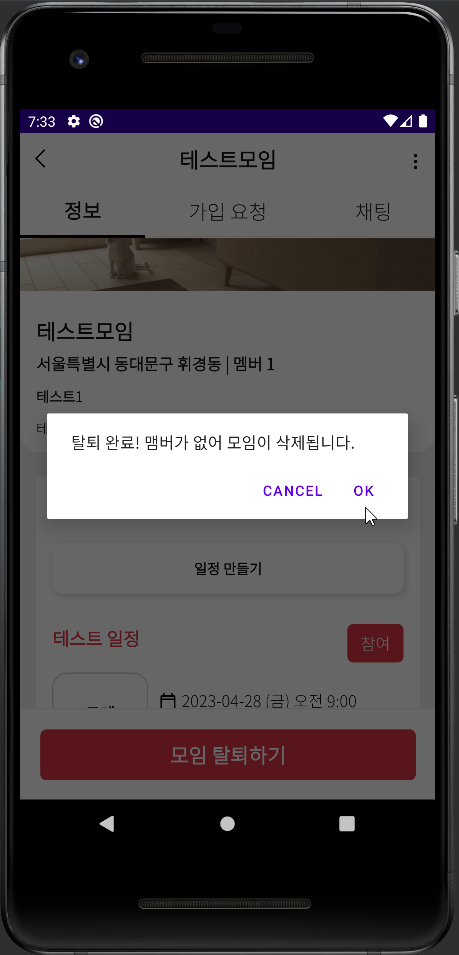 7:33
테스트모임
정보 가입 요청 채팅
테스트모임
서울특별시 동대문구 휘경동 | 멤버 1
테스트1
테
탈퇴 완료! 맴버가 없어 모임이 삭제됩니다.
CANCEL OK
일정 만들기
테스트 일정 참여
2023-04-28 (금) 오전 9:00
모임 탈퇴하기